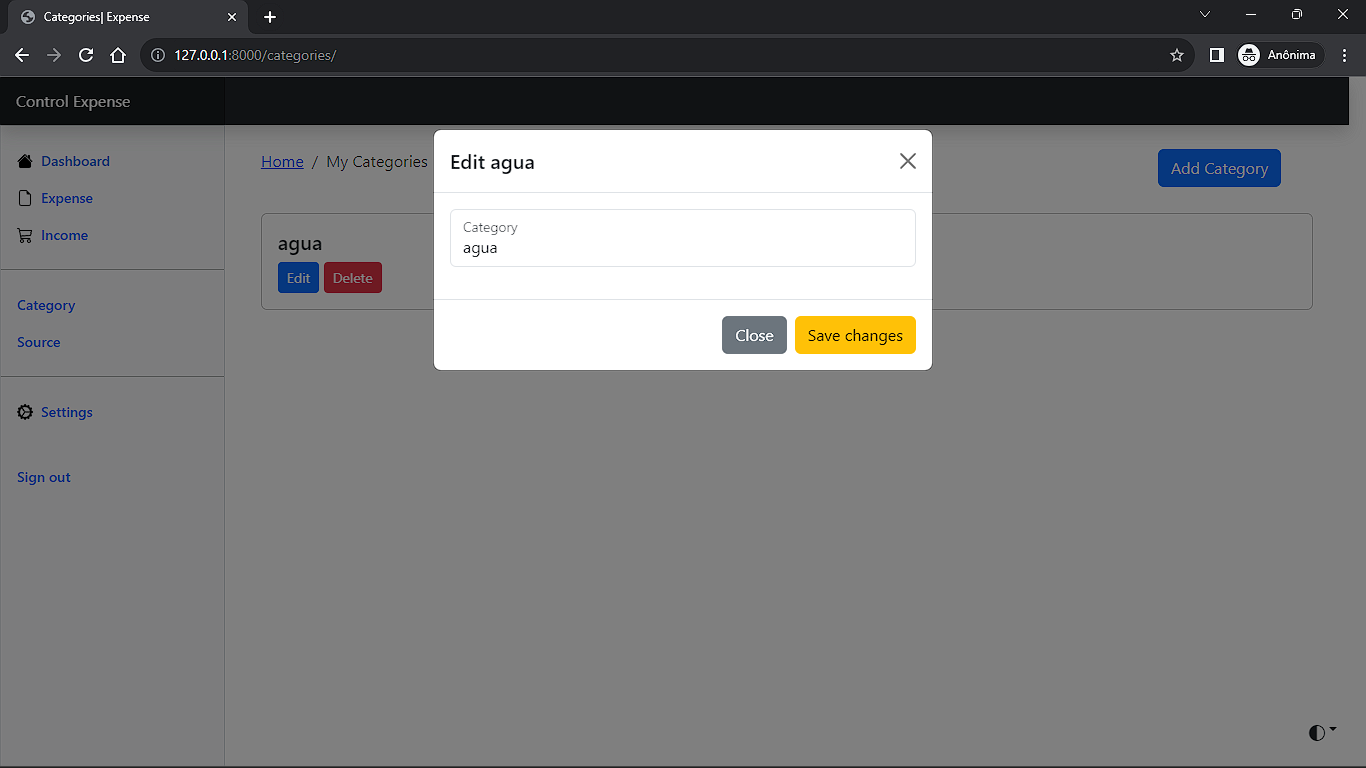 Categories| Expense
127.0.0.1:8000/categories/
Anônima
Control Expense
Dashboard
Expense
Income
Category
Source
Settings
Sign out
Home / My Categories
Add Category
agua
Edit Delete
Edit agua
Category
agua
Close Save changes